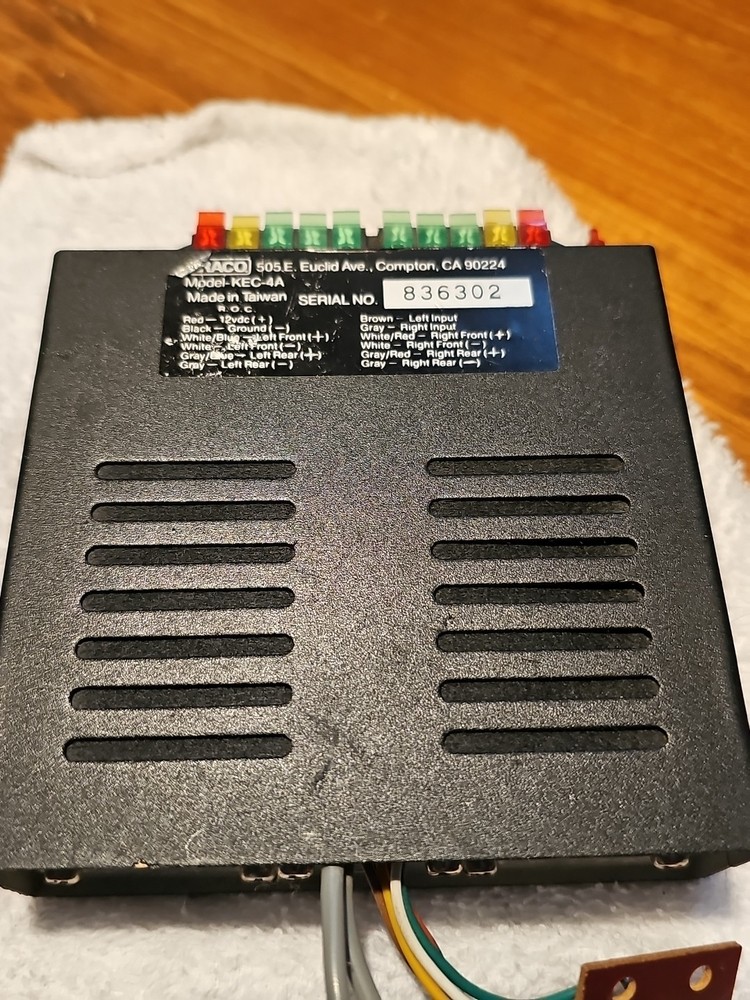 RACO 505 E. Euclid Ave., Compton, CA 90224
Model-KEC-4A
Made in Taiwan
R.O.C.
SERIAL NO. 836302
Red - 12vdc (+)
Black - Ground (-)
White/Blue - Left Front (+)
White - Left Front (-)
Gray/Blue - Left Rear (+)
Gray - Left Rear (-)
Brown - Left Input
Gray - Right Input
White/Red - Right Front (+)
White - Right Front (-)
Gray/Red - Right Rear (+)
Gray - Right Rear (-)